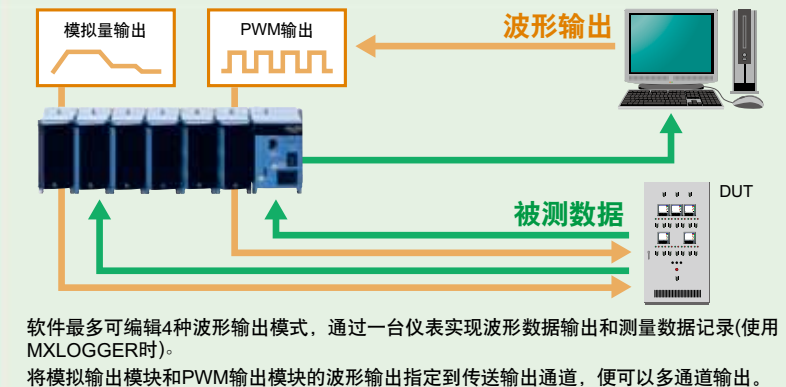 模拟量输出
PWM输出
波形输出
DUT
被测数据
软件最多可编辑4种波形输出模式，通过一台仪表实现波形数据输出和测量数据记录(使用
MXLOGGER时)。
将模拟输出模块和PWM输出模块的波形输出指定到传送输出通道，便可以多通道输出。